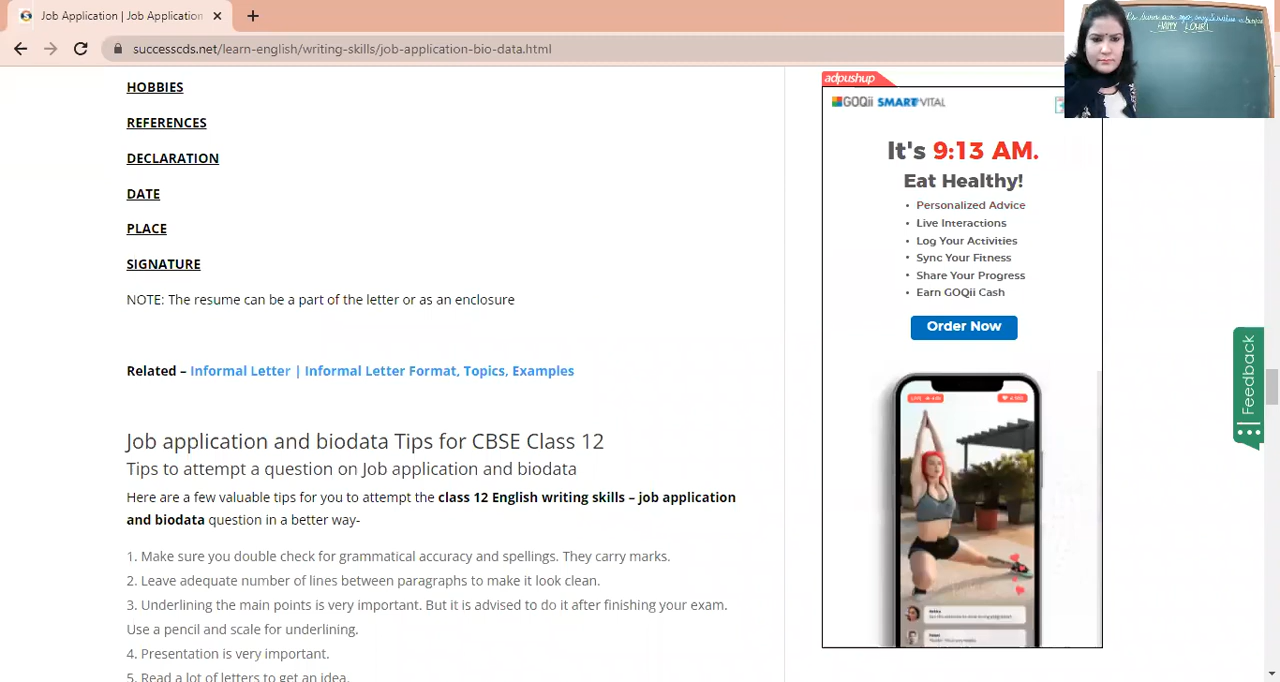 Job Application | Job Application
successcds.net/learn-english/writing-skills/job-application-bio-data.html
HAPPY LOHRI
HOBBIES
REFERENCES
DECLARATION
DATE
PLACE
SIGNATURE
NOTE: The resume can be a part of the letter or as an enclosure
Related – Informal Letter | Informal Letter Format, Topics, Examples
Job application and biodata Tips for CBSE Class 12
Tips to attempt a question on Job application and biodata
Here are a few valuable tips for you to attempt the class 12 English writing skills – job application
and biodata question in a better way-
1. Make sure you double check for grammatical accuracy and spellings. They carry marks.
2. Leave adequate number of lines between paragraphs to make it look clean.
3. Underlining the main points is very important. But it is advised to do it after finishing your exam.
Use a pencil and scale for underlining.
4. Presentation is very important.
5. Read a lot of letters to get an idea.
adpushup
GOQii SMART VITAL
It's 9:13 AM.
Eat Healthy!
• Personalized Advice
• Live Interactions
• Log Your Activities
• Sync Your Fitness
• Share Your Progress
• Earn GOQii Cash
Order Now
Feedback